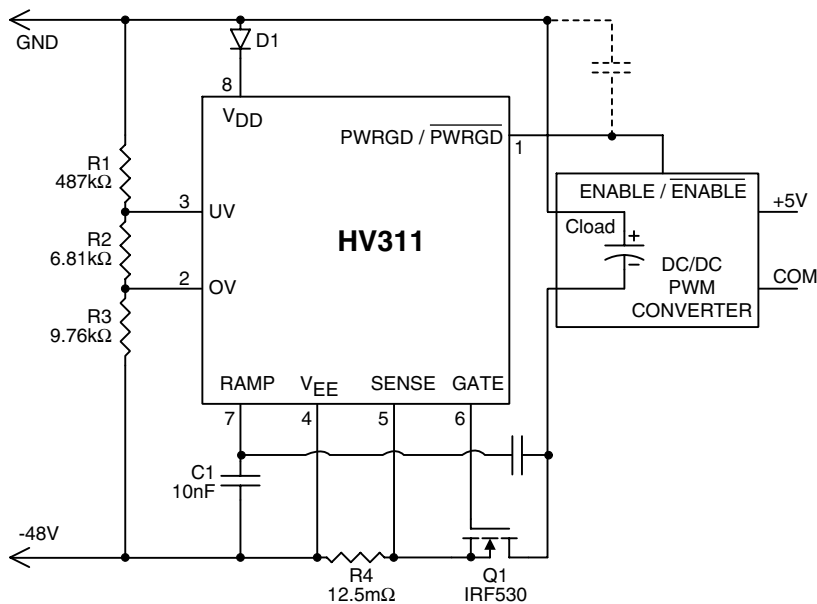 GND
D1
8
VDD
PWRGD / PWRGD
1
R1
487kΩ
3
UV
HV311
ENABLE / ENABLE
+5V
Cload
+
−
R2
6.81kΩ
2
OV
DC/DC
PWM
CONVERTER
COM
R3
9.76kΩ
RAMP
VEE
SENSE
GATE
7
4
5
6
C1
10nF
-48V
R4
12.5mΩ
Q1
IRF530